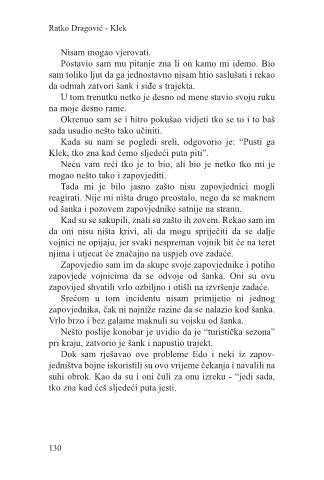 Ratko Dragović - Klek
Nisam mogao vjerovati.
Postavio sam mu pitanje zna li on kamo mi idemo. Bio
sam toliko ljut da ga jednostavno nisam htio saslušati i rekao
da odmah zatvori šank i siđe s trajekta.
U tom trenutku netko je desno od mene stavio svoju ruku
na moje desno rame.
Okrenuo sam se i hitro pokušao vidjeti tko se to i to baš
sada usudio nešto tako učiniti.
Kada su nam se pogledi sreli, odgovorio je: “Pusti ga
Klek, tko zna kad ćemo sljedeći puta piti”.
Neću vam reći tko je to bio, ali bio je netko tko mi je
mogao nešto tako i zapovjediti.
Tada mi je bilo jasno zašto nisu zapovjednici mogli
reagirati. Nije mi ništa drugo preostalo, nego da se maknem
od šanka i pozovem zapovjednike satnije na stranu.
Kad su se sakupili, znali su zašto ih zovem. Rekao sam im
da oni nisu ništa krivi, ali da mogu spriječiti da se dalje
vojnici ne opijaju, jer svaki nespreman vojnik bit će na teret
njima i utjecat će značajno na uspjeh ove zadaće.
Zapovjedio sam im da skupe svoje zapovjednike i potiho
zapovjede vojnicima da se odvoje od šanka. Oni su ovu
zapovijed shvatili vrlo ozbiljno i otišli na izvršenje zadaće.
Srećom u tom incidentu nisam primijetio ni jednog
zapovjednika, čak ni najniže razine da se nalazio kod šanka.
Vrlo brzo i bez galame maknuli su vojsku od šanka.
Nešto poslije konobar je uvidio da je “turistička sezona”
pri kraju, zatvorio je šank i napustio trajekt.
Dok sam rješavao ove probleme Edo i neki iz zapov-
jedništva bojne iskoristili su ovo vrijeme čekanja i navalili na
suhi obrok. Kao da su i oni čuli za onu izreku - “jedi sada,
tko zna kad ćeš sljedeći puta jesti.
130